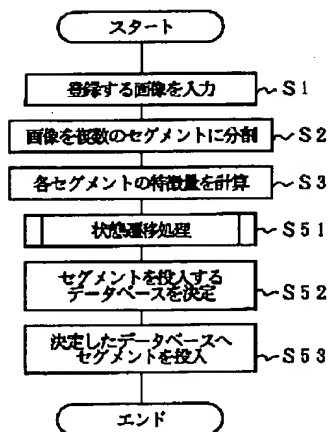 スタート
登録する画像を入力
S1
画像を複数のセグメントに分割
S2
各セグメントの特徴量を計算
S3
状態遷移処理
S51
セグメントを投入する
データベースを決定
S52
決定したデータベースへ
セグメントを投入
S53
エンド